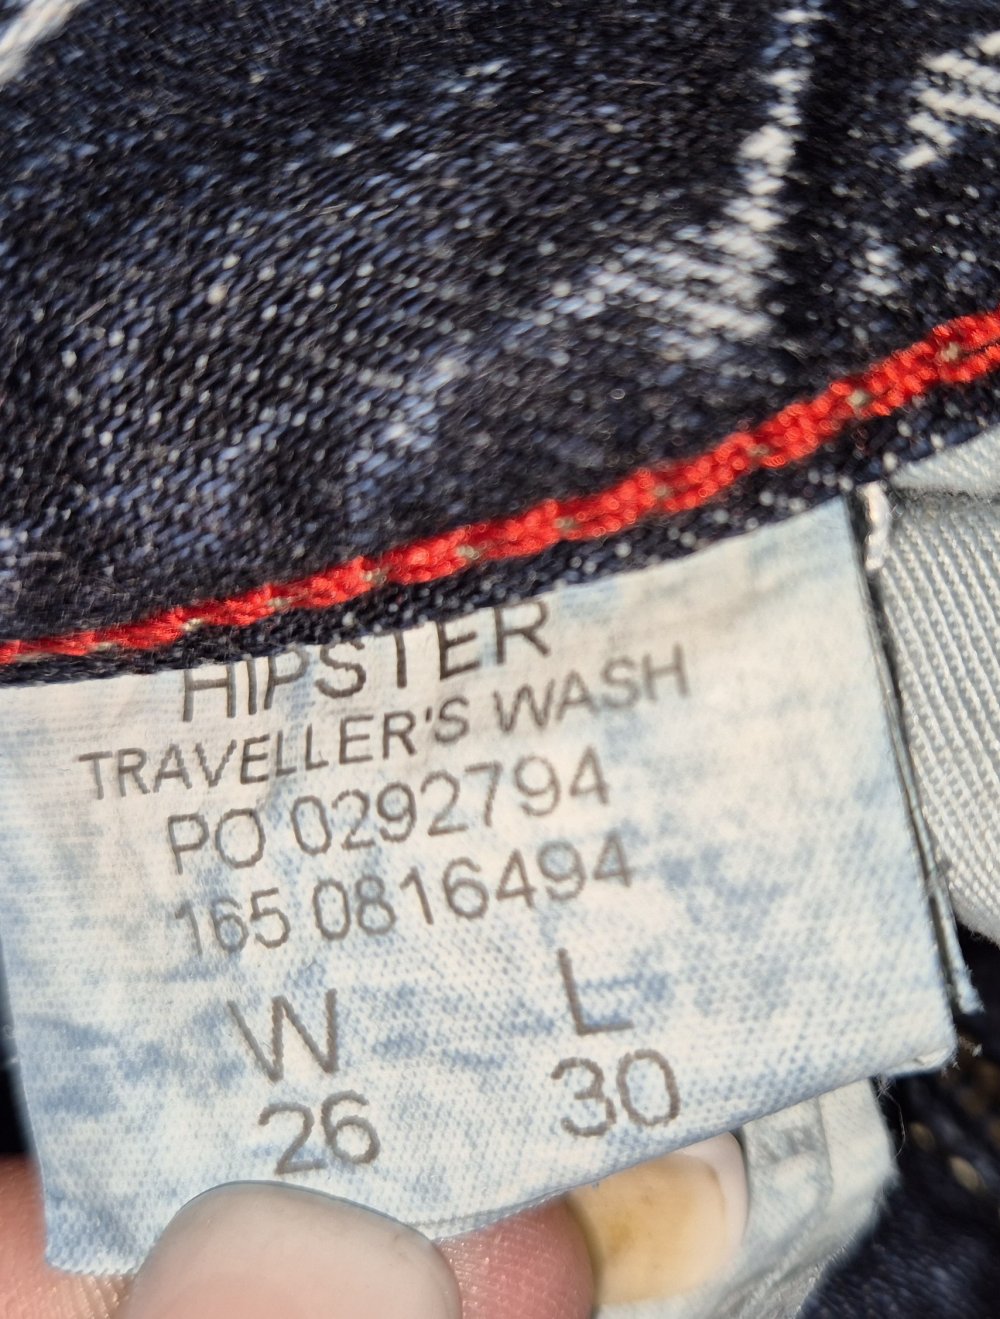 HIPSTER
TRAVELLER'S WASH
PO 0292794
165 0816494
W L
26 30